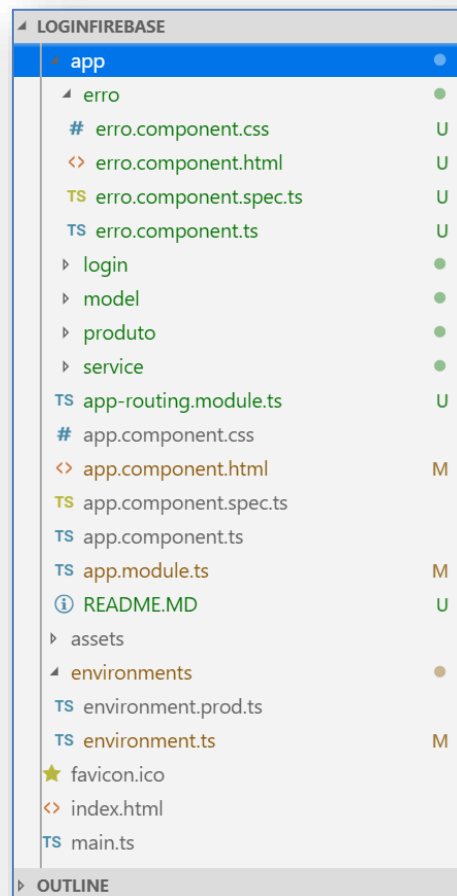 LOGINFIREBASE
app
erro
# erro.component.css U
<> erro.component.html U
TS erro.component.spec.ts U
TS erro.component.ts U
login
model
produto
service
TS app-routing.module.ts U
# app.component.css
<> app.component.html M
TS app.component.spec.ts
TS app.component.ts
TS app.module.ts M
README.MD U
assets
environments
TS environment.prod.ts
TS environment.ts M
favicon.ico
<> index.html
TS main.ts
OUTLINE